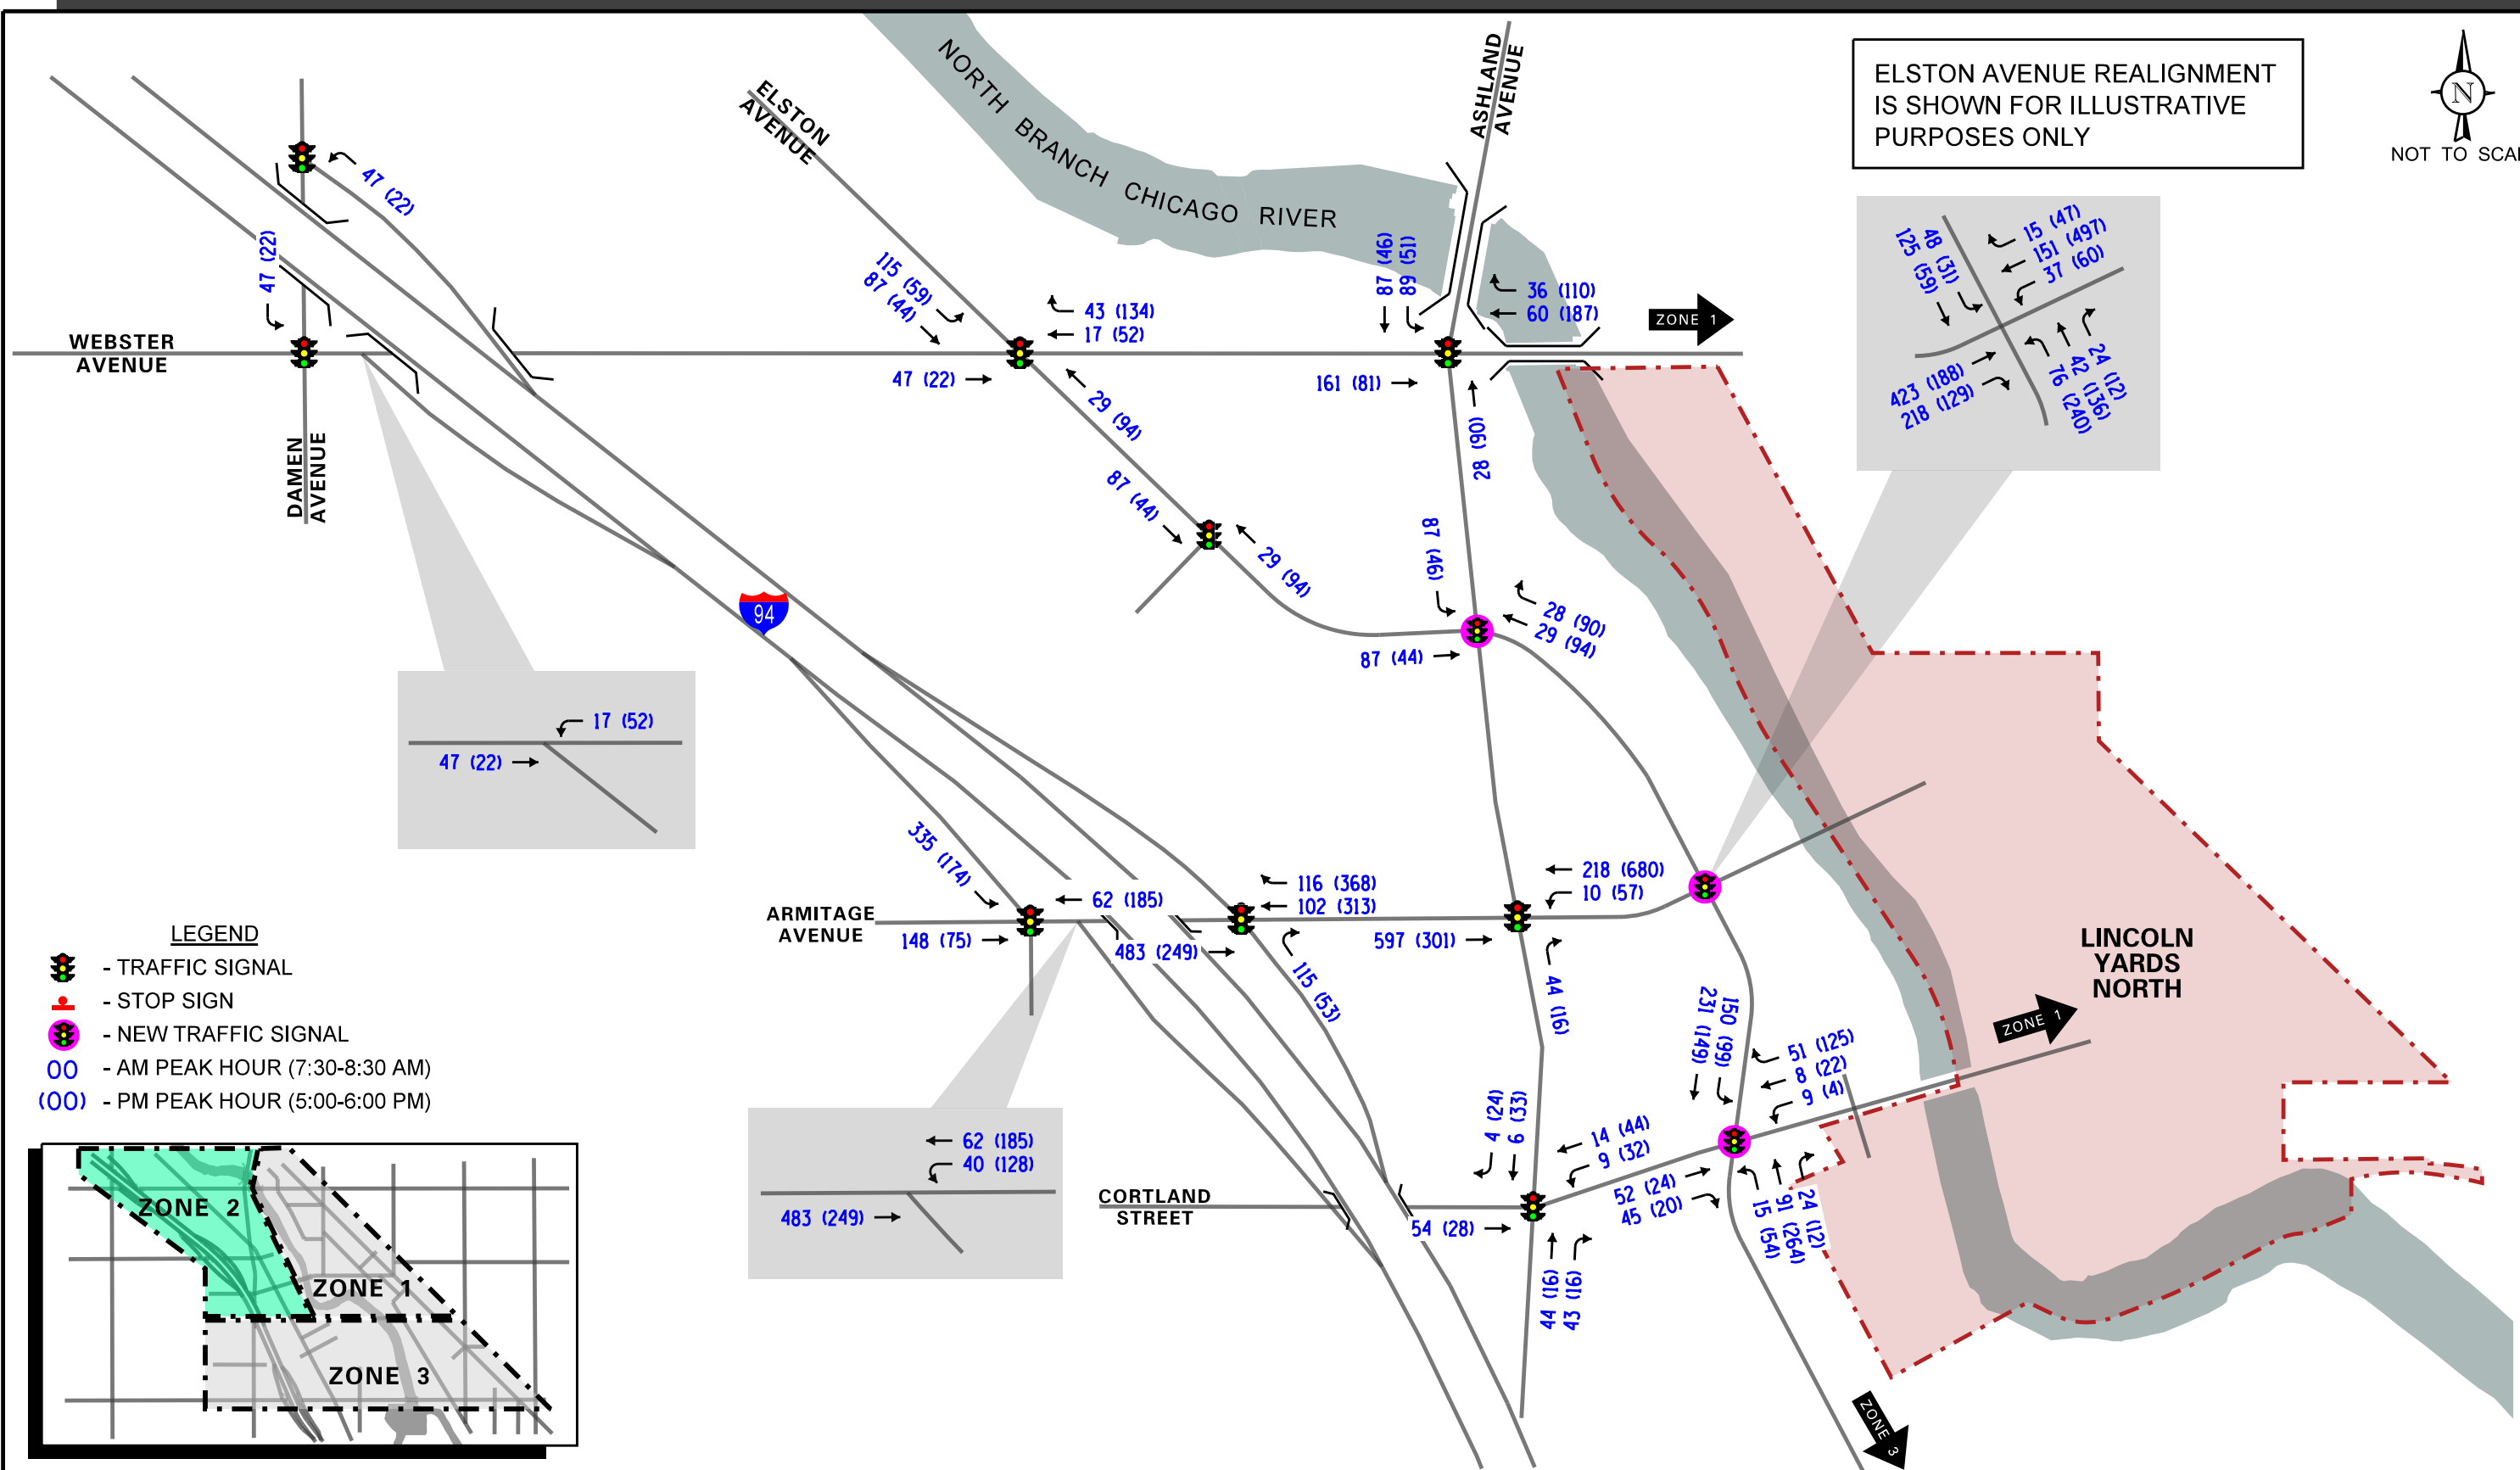 ELSTON AVENUE REALIGNMENT
IS SHOWN FOR ILLUSTRATIVE
PURPOSES ONLY
N
NOT TO SCAL
NORTH BRANCH CHICAGO RIVER
ELSTON
AVENUE
ASHLAND
AVENUE
47 (22)
47 (22)
WEBSTER
AVENUE
DAMEN
AVENUE
115 (59)
87 (44)
43 (134)
17 (52)
47 (22)
29 (94)
87 (46)
89 (51)
36 (110)
60 (187)
161 (81)
28 (90)
ZONE 1
48 (31)
125 (59)
15 (47)
151 (497)
37 (60)
423 (188)
218 (129)
24 (12)
42 (136)
76 (240)
87 (44)
29 (94)
87 (46)
28 (90)
29 (94)
87 (44)
94
17 (52)
47 (22)
335 (174)
ARMITAGE
AVENUE
62 (185)
148 (75)
483 (249)
116 (368)
102 (313)
115 (53)
597 (301)
218 (680)
10 (57)
44 (16)
LINCOLN
YARDS
NORTH
ZONE 1
150 (99)
231 (149)
51 (125)
8 (22)
9 (4)
62 (185)
40 (128)
483 (249)
CORTLAND
STREET
4 (24)
6 (33)
14 (44)
9 (32)
54 (28)
52 (24)
45 (20)
44 (16)
43 (16)
24 (12)
91 (264)
15 (54)
ZONE 3
LEGEND
- TRAFFIC SIGNAL
- STOP SIGN
- NEW TRAFFIC SIGNAL
00 - AM PEAK HOUR (7:30-8:30 AM)
(00) - PM PEAK HOUR (5:00-6:00 PM)
ZONE 2
ZONE 1
ZONE 3